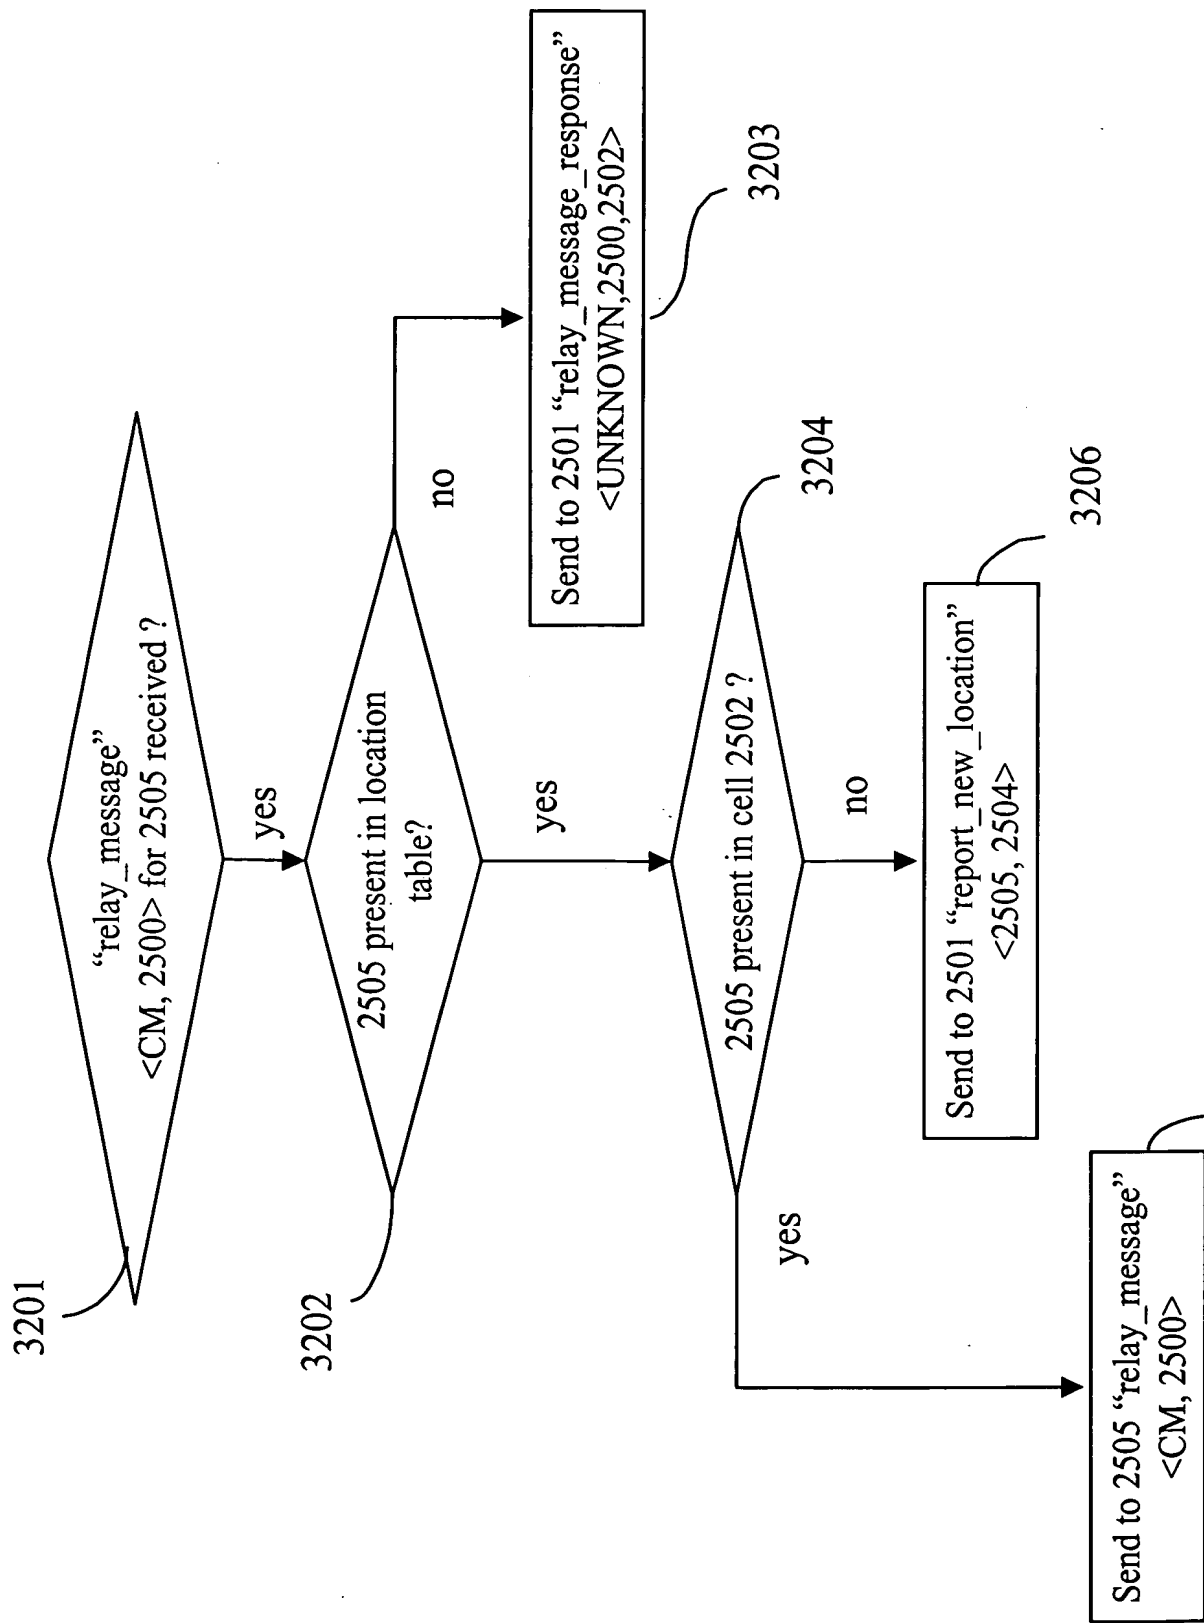 3201
“relay_message”
<CM, 2500> for 2505 received ?
yes
3202
2505 present in location
table?
no
Send to 2501 “relay_message_response”
<UNKNOWN,2500,2502>
3203
yes
3204
2505 present in cell 2502 ?
no
Send to 2501 “report_new_location”
<2505, 2504>
3206
yes
Send to 2505 “relay_message”
<CM, 2500>